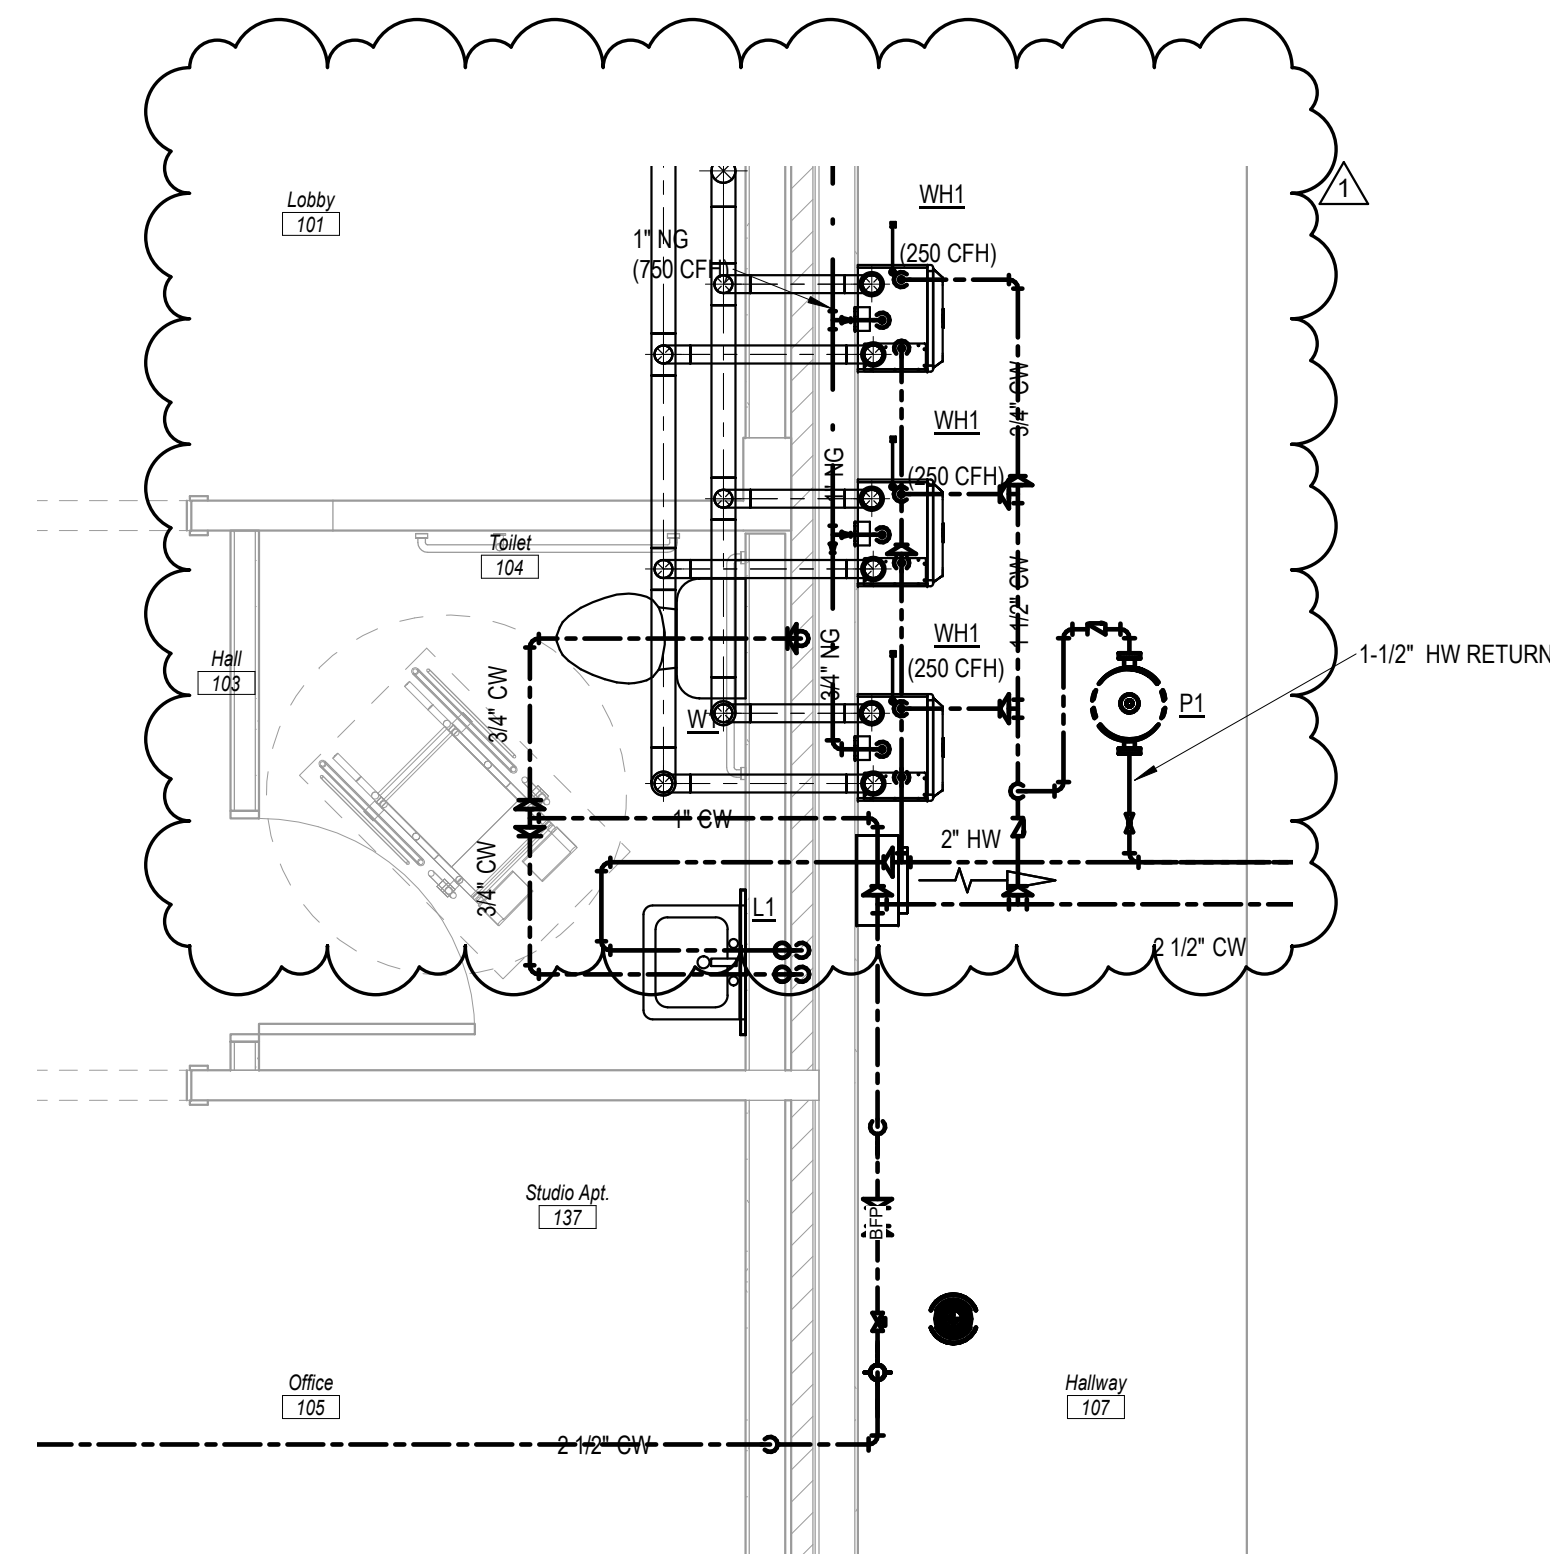 1
WH1
Lobby
101
1" NG
(750 CFH)
(250 CFH)
3/4" CW
WH1
1" NG
(250 CFH)
Toilet
104
1 1/2" CW
WH1
(250 CFH)
3/4" NG
Hall
103
3/4" CW
1-1/2" HW RETURN
P1
W1
1" CW
2" HW
3/4" CW
L1
2 1/2" CW
Studio Apt.
137
BFP
Office
105
Hallway
107
2 1/2" CW